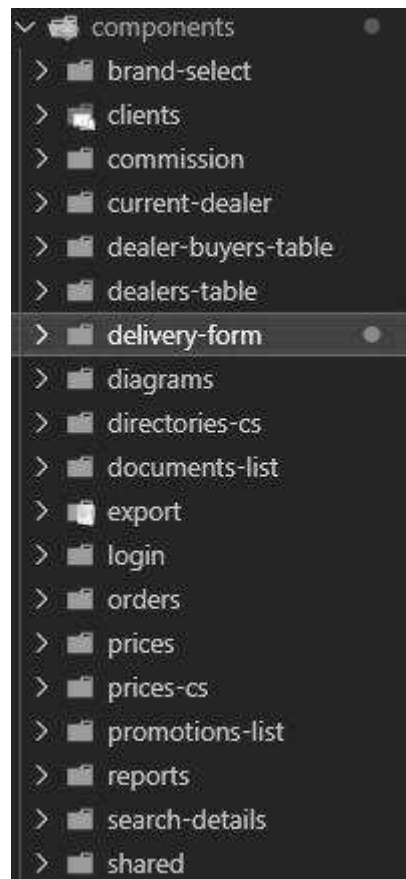 components
brand-select
clients
commission
current-dealer
dealer-buyers-table
dealers-table
delivery-form
diagrams
directories-cs
documents-list
export
login
orders
prices
prices-cs
promotions-list
reports
search-details
shared